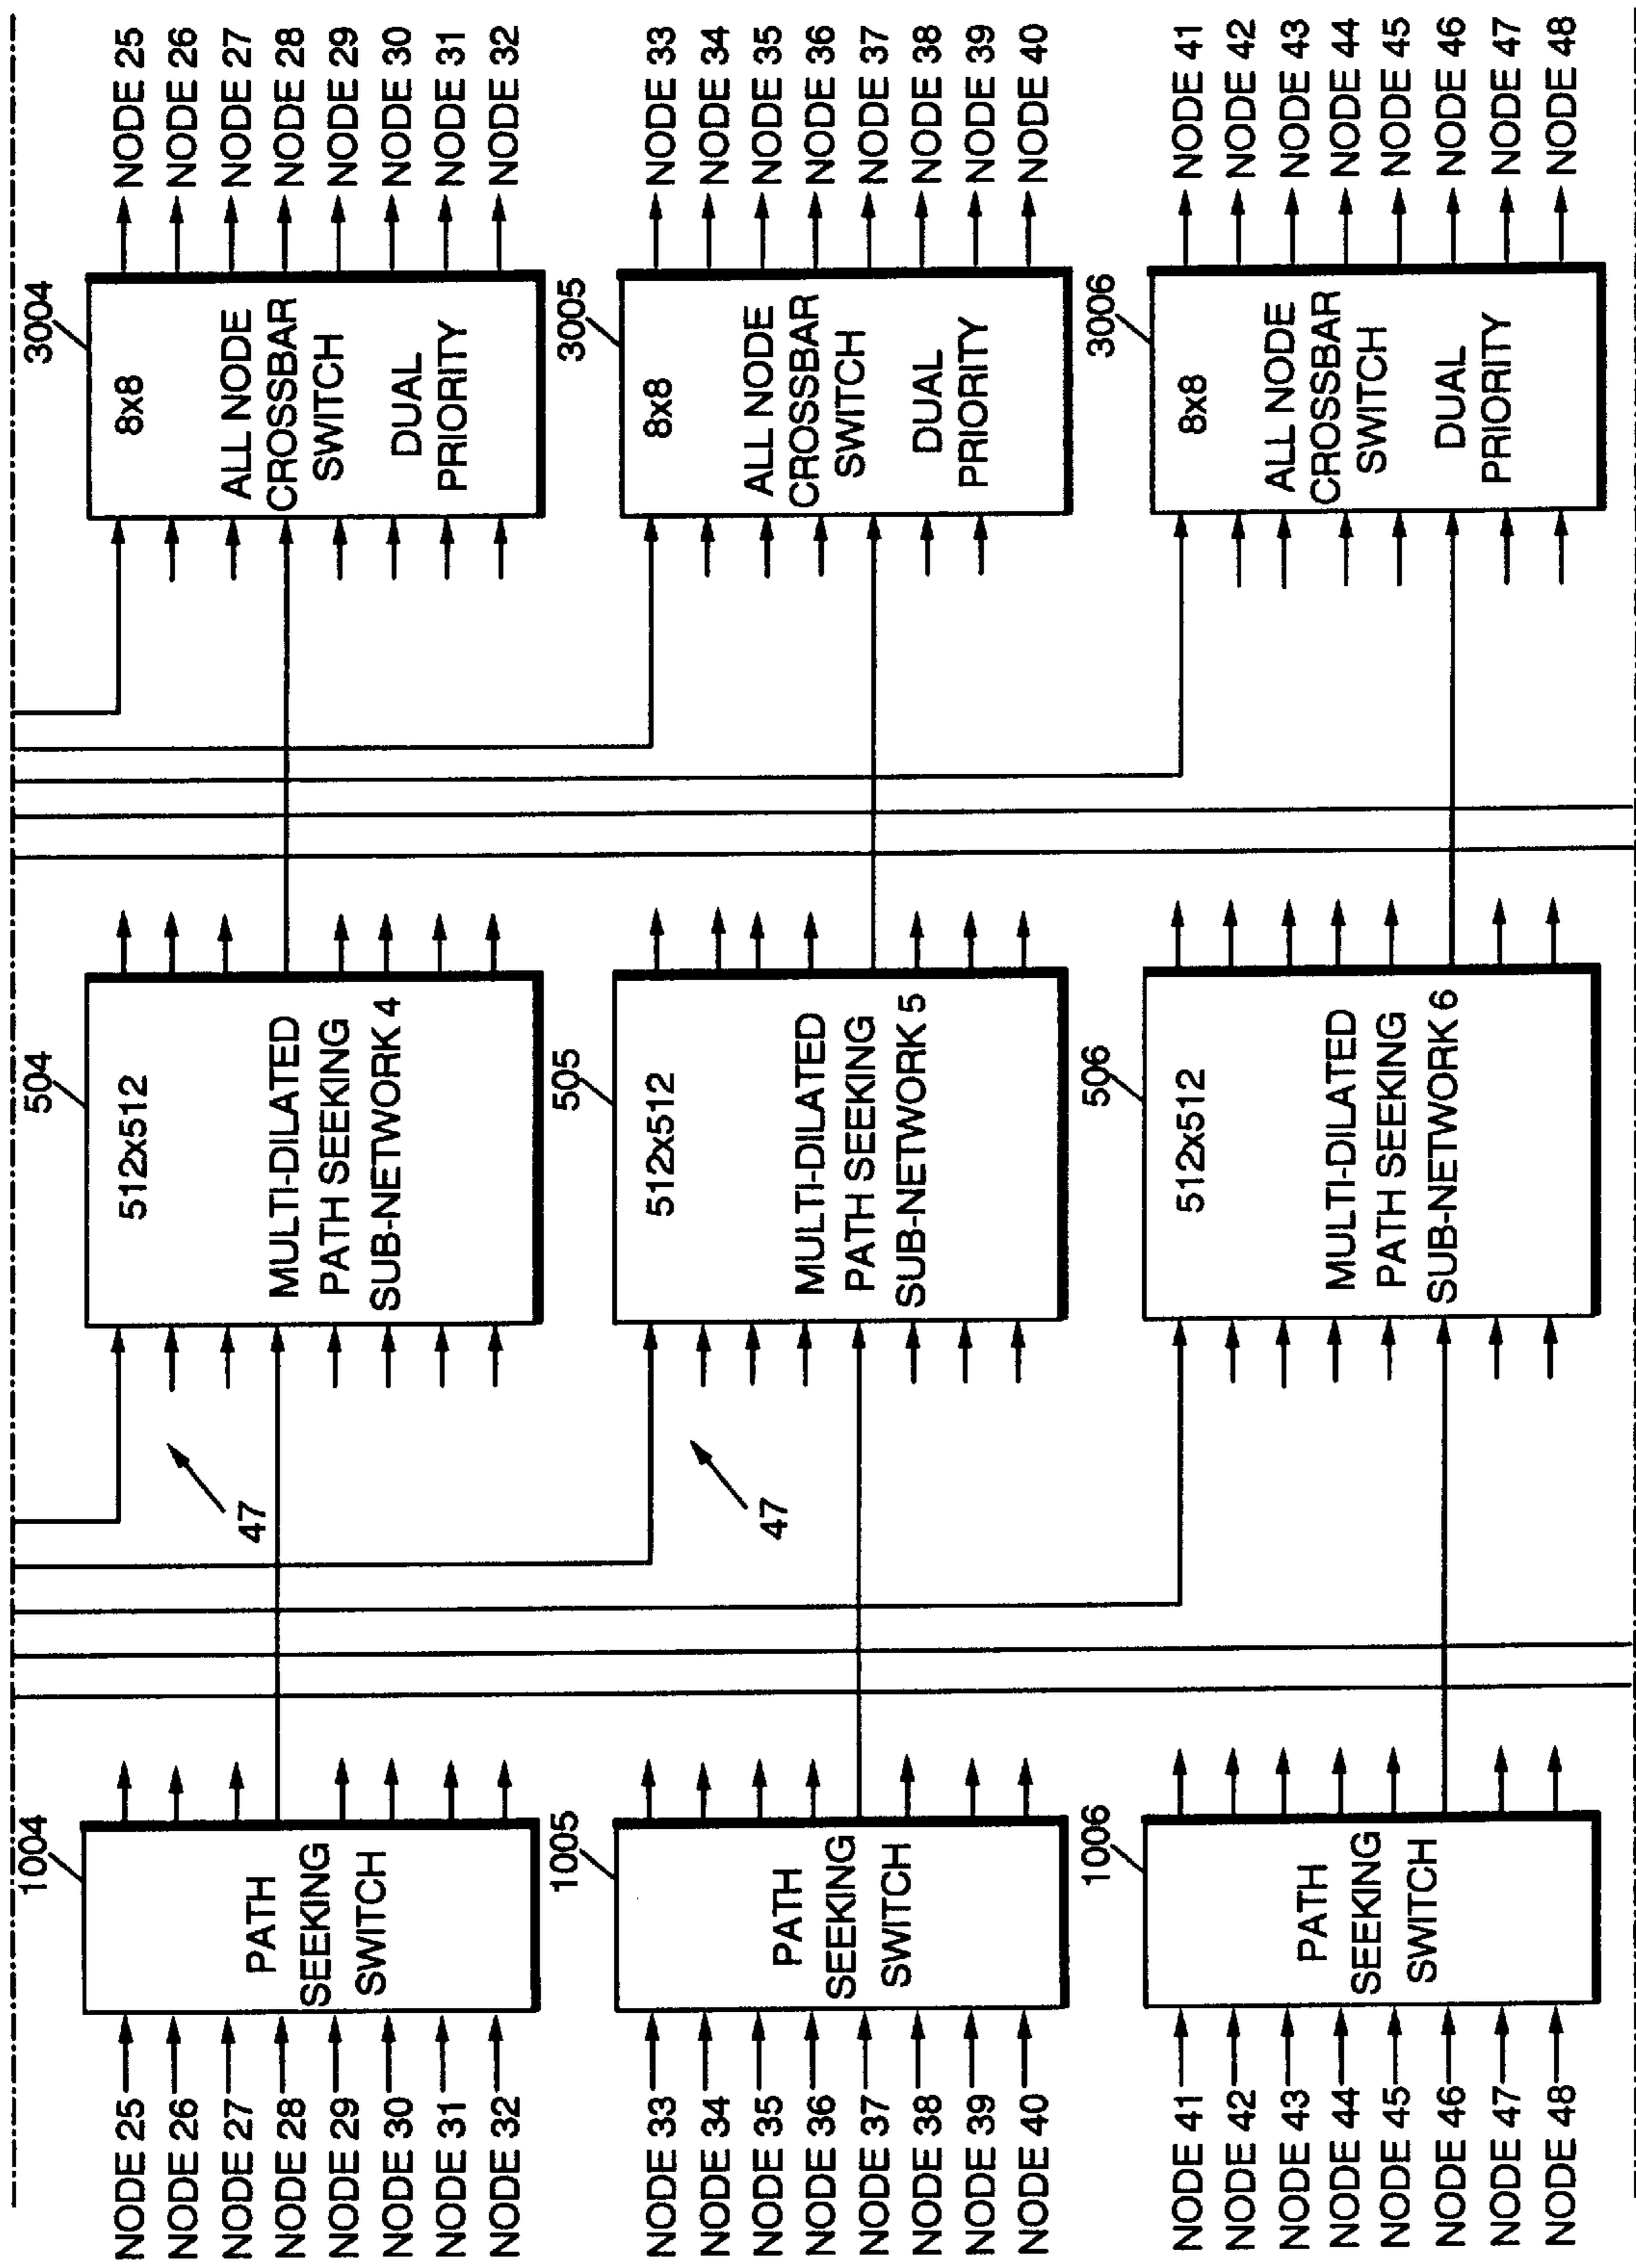 NODE 25
NODE 26
NODE 27
NODE 28
NODE 29
NODE 30
NODE 31
NODE 32
1004
PATH
SEEKING
SWITCH
47
504
512x512
MULTI-DILATED
PATH SEEKING
SUB-NETWORK 4
3004
8x8
ALL NODE
CROSSBAR
SWITCH
DUAL
PRIORITY
NODE 25
NODE 26
NODE 27
NODE 28
NODE 29
NODE 30
NODE 31
NODE 32
NODE 33
NODE 34
NODE 35
NODE 36
NODE 37
NODE 38
NODE 39
NODE 40
1005
PATH
SEEKING
SWITCH
47
505
512x512
MULTI-DILATED
PATH SEEKING
SUB-NETWORK 5
3005
8x8
ALL NODE
CROSSBAR
SWITCH
DUAL
PRIORITY
NODE 33
NODE 34
NODE 35
NODE 36
NODE 37
NODE 38
NODE 39
NODE 40
NODE 41
NODE 42
NODE 43
NODE 44
NODE 45
NODE 46
NODE 47
NODE 48
1006
PATH
SEEKING
SWITCH
506
512x512
MULTI-DILATED
PATH SEEKING
SUB-NETWORK 6
3006
8x8
ALL NODE
CROSSBAR
SWITCH
DUAL
PRIORITY
NODE 41
NODE 42
NODE 43
NODE 44
NODE 45
NODE 46
NODE 47
NODE 48